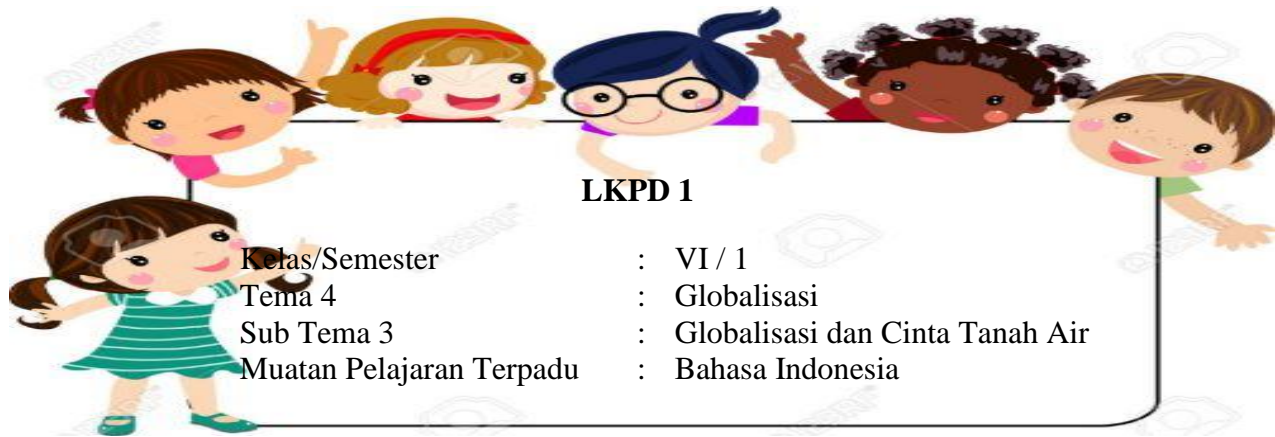 LKPD 1
Kelas/Semester : VI / 1
Tema 4 : Globalisasi
Sub Tema 3 : Globalisasi dan Cinta Tanah Air
Muatan Pelajaran Terpadu : Bahasa Indonesia